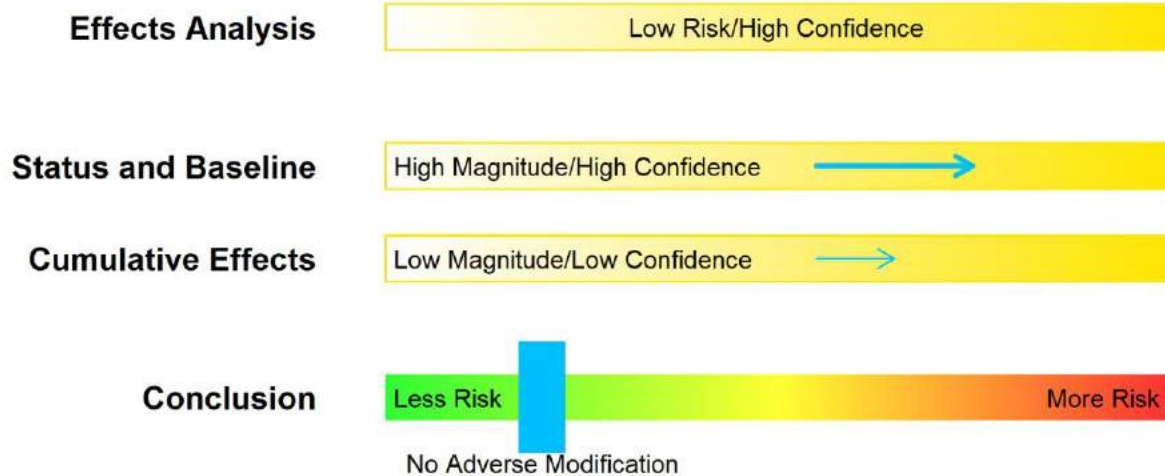 Effects Analysis
Low Risk/High Confidence
Status and Baseline
High Magnitude/High Confidence
Cumulative Effects
Low Magnitude/Low Confidence
Conclusion
Less Risk
More Risk
No Adverse Modification